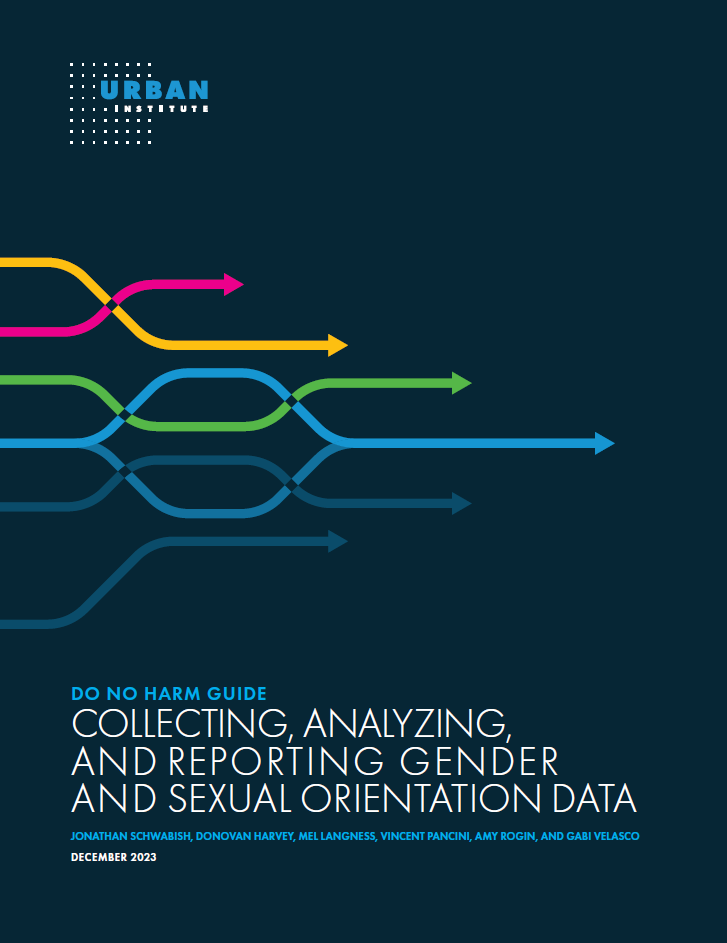 URBAN
INSTITUTE
DO NO HARM GUIDE
COLLECTING, ANALYZING,
AND REPORTING GENDER
AND SEXUAL ORIENTATION DATA
JONATHAN SCHWABISH, DONOVAN HARVEY, MEL LANGNESS, VINCENT PANCINI, AMY ROGIN, AND GABI VELASCO
DECEMBER 2023